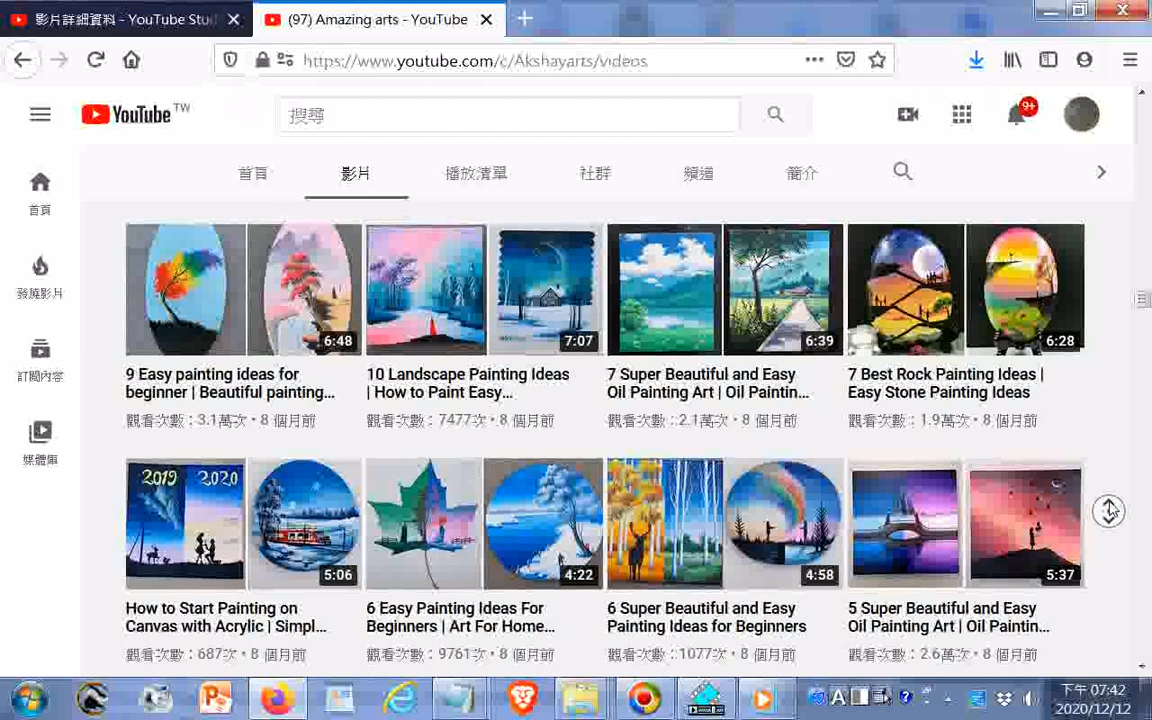 影片詳細資料 - YouTube Stu
(97) Amazing arts - YouTube
https://www.youtube.com/c/Akshayarts/videos
YouTube TW
搜尋
9+
首頁
影片
播放清單
社群
頻道
簡介
首頁
發燒影片
訂閱內容
媒體庫
6:48
7:07
6:39
6:28
9 Easy painting ideas for
beginner | Beautiful painting...
觀看次數：3.1萬次・8 個月前
10 Landscape Painting Ideas
| How to Paint Easy...
觀看次數：7477次・8 個月前
7 Super Beautiful and Easy
Oil Painting Art | Oil Paintin...
觀看次數：2.1萬次・8 個月前
7 Best Rock Painting Ideas |
Easy Stone Painting Ideas
觀看次數：1.9萬次・8 個月前
2019 2020
5:06
4:22
4:58
5:37
How to Start Painting on
Canvas with Acrylic | Simpl...
觀看次數：687次・8 個月前
6 Easy Painting Ideas For
Beginners | Art For Home...
觀看次數：9761次・8 個月前
6 Super Beautiful and Easy
Painting Ideas for Beginners
觀看次數：1077次・8 個月前
5 Super Beautiful and Easy
Oil Painting Art | Oil Paintin...
觀看次數：2.6萬次・8 個月前
A
下午 07:42
2020/12/12